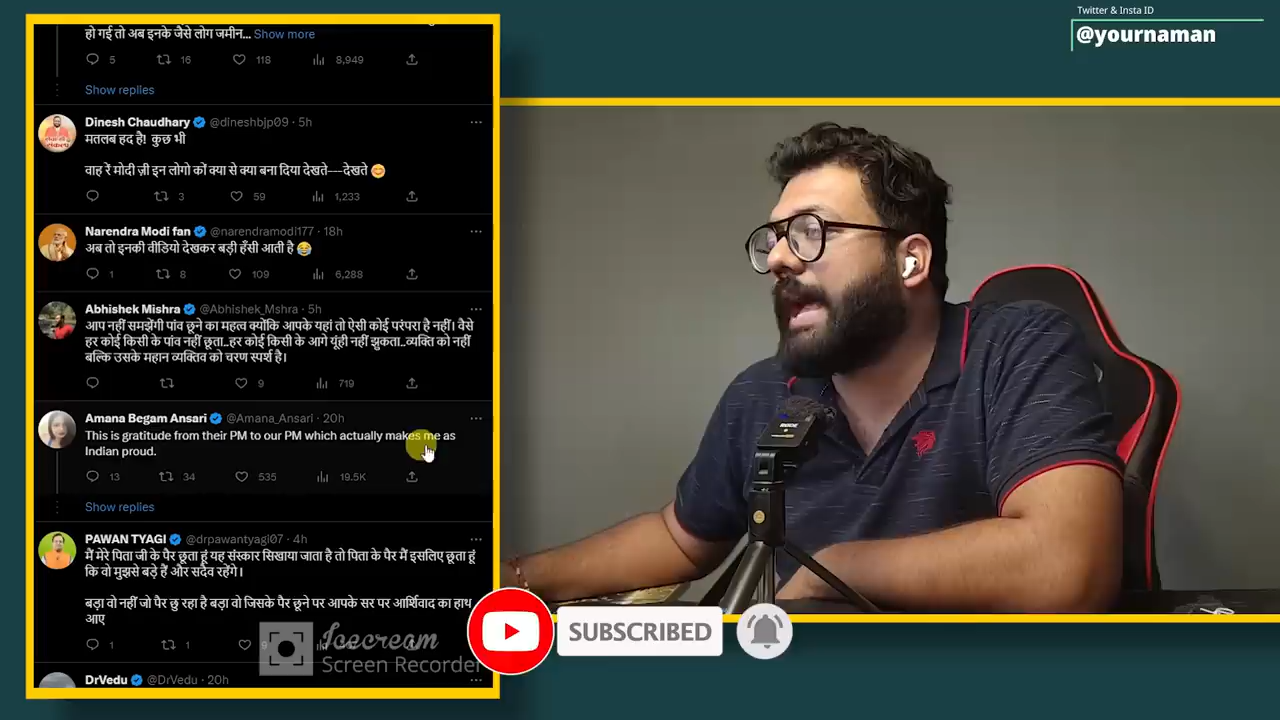 Twitter & Insta ID
@yournaman
हो गई तो अब इनके जैसे लोग जमीन... Show more
5 16 118 8,949
Show replies
Dinesh Chaudhary @dineshbjp09 · 5h
मतलब हद है! कुछ भी
वाह रें मोदी ज़ी इन लोगो कों क्या से क्या बना दिया देखते----देखते 😊
3 59 1,233
Narendra Modi fan @narendramodi177 · 18h
अब तो इनकी वीडियो देखकर बड़ी हँसी आती है 😂
1 8 109 6,288
Abhishek Mishra @Abhishek_Mshra · 5h
आप नहीं समझेंगी पांव छूने का महत्व क्योंकि आपके यहां तो ऐसी कोई परंपरा है नहीं। वैसे
हर कोई किसी के पांव नहीं छूता..हर कोई किसी के आगे यूंही नहीं झुकता..व्यक्ति को नहीं
बल्कि उसके महान व्यक्तिव को चरण स्पर्श है।
9 719
Amana Begam Ansari @Amana_Ansari · 20h
This is gratitude from their PM to our PM which actually makes me as
Indian proud.
13 34 535 19.5K
Show replies
PAWAN TYAGI @drpawantyagi07 · 4h
मैं मेरे पिता जी के पैर छूता हूं यह संस्कार सिखाया जाता है तो पिता के पैर मैं इसलिए छूता हूं
कि वो मुझसे बड़े हैं और सदैव रहेंगे।
बड़ा वो नहीं जो पैर छु रहा है बड़ा वो जिसके पैर छूने पर आपके सर पर आर्शिवाद का हाथ
आए
1 1
Icecream
Screen Recorder
SUBSCRIBED
DrVedu @DrVedu · 20h